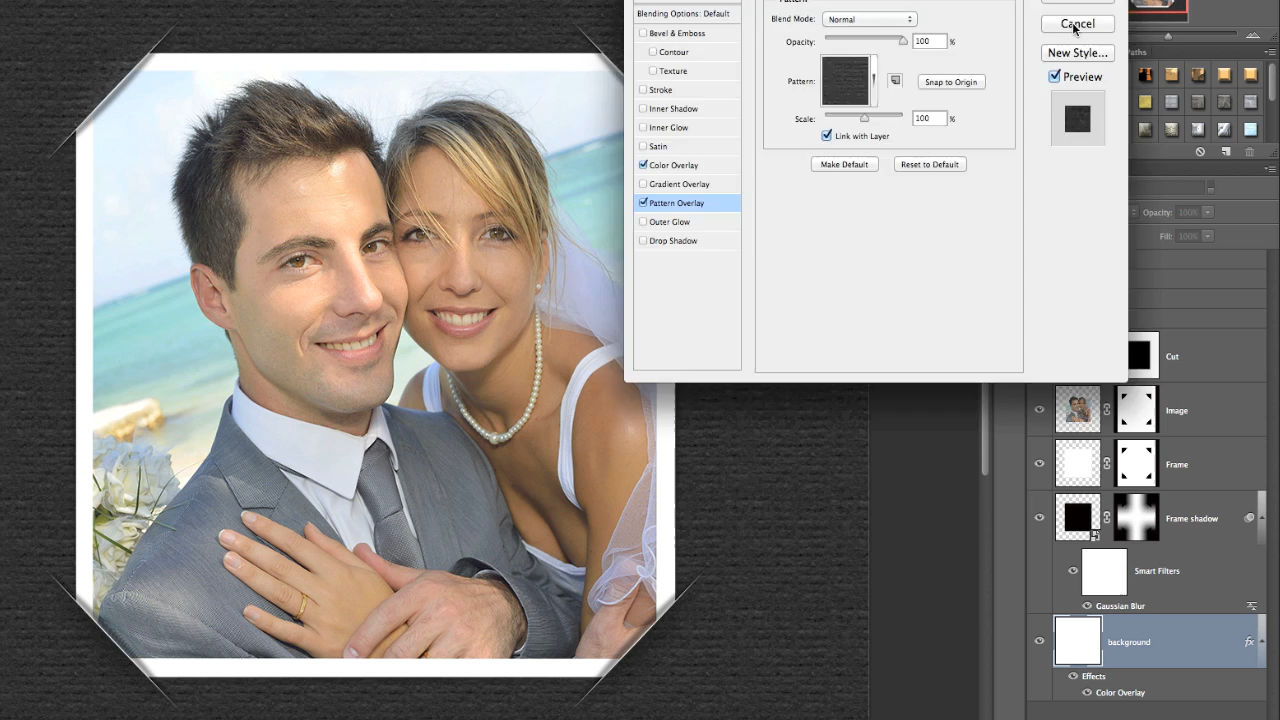 Pattern
Blending Options: Default
Blend Mode: Normal
Cancel
Bevel & Emboss
Opacity: 100 %
Contour
New Style...
Texture
Pattern: Snap to Origin
Preview
Stroke
Inner Shadow
Scale: 100 %
Inner Glow
Link with Layer
Satin
Color Overlay
Make Default
Reset to Default
Gradient Overlay
Pattern Overlay
Outer Glow
Drop Shadow
Paths
Opacity: 100%
Fill: 100%
Cut
Image
Frame
Frame shadow
Smart Filters
Gaussian Blur
background fx
Effects
Color Overlay